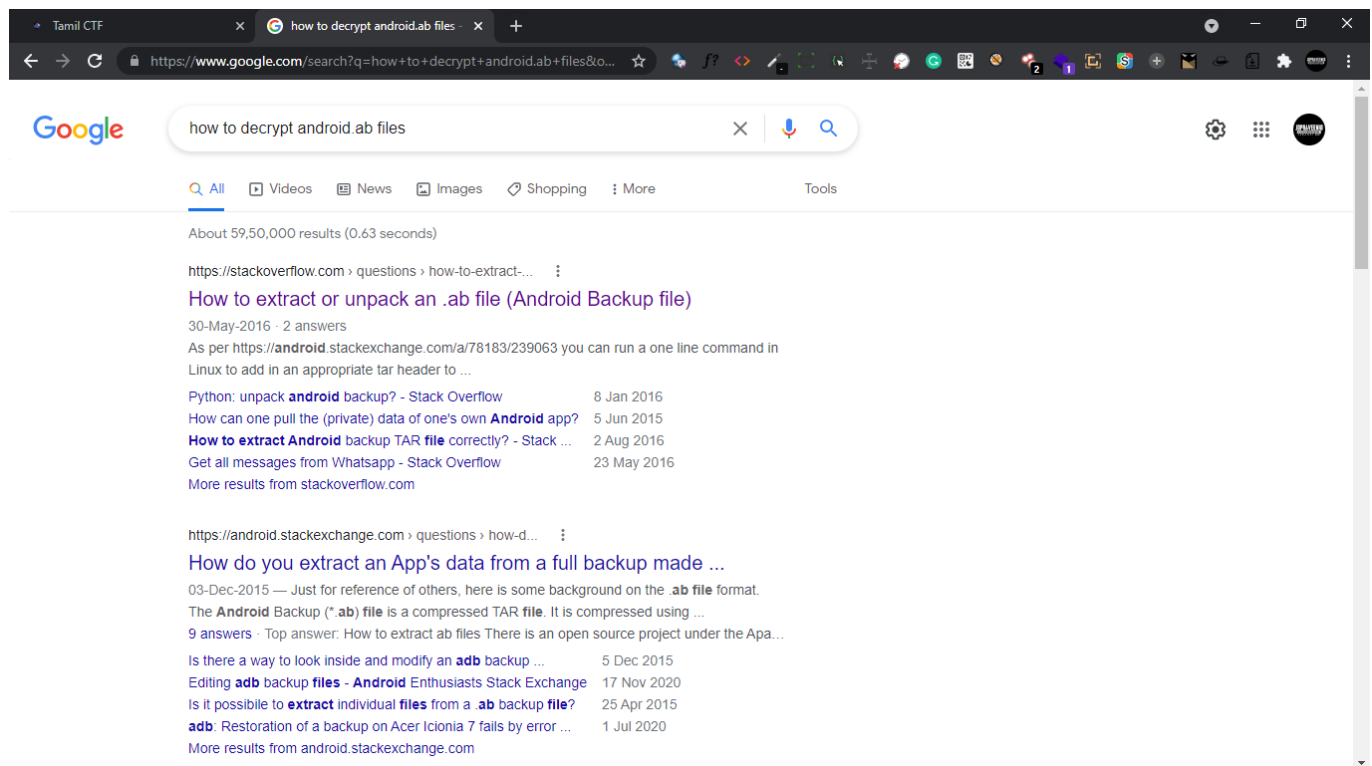 Tamil CTF
how to decrypt android.ab files -
https://www.google.com/search?q=how+to+decrypt+android.ab+files&o...
f?
2
1
Google
how to decrypt android.ab files
All Videos News Images Shopping More Tools
About 59,50,000 results (0.63 seconds)
https://stackoverflow.com › questions › how-to-extract-...
How to extract or unpack an .ab file (Android Backup file)
30-May-2016 · 2 answers
As per https://android.stackexchange.com/a/78183/239063 you can run a one line command in
Linux to add in an appropriate tar header to ...
Python: unpack android backup? - Stack Overflow 8 Jan 2016
How can one pull the (private) data of one's own Android app? 5 Jun 2015
How to extract Android backup TAR file correctly? - Stack ... 2 Aug 2016
Get all messages from Whatsapp - Stack Overflow 23 May 2016
More results from stackoverflow.com
https://android.stackexchange.com › questions › how-d...
How do you extract an App's data from a full backup made ...
03-Dec-2015 — Just for reference of others, here is some background on the .ab file format.
The Android Backup (*.ab) file is a compressed TAR file. It is compressed using ...
9 answers · Top answer: How to extract ab files There is an open source project under the Apa...
Is there a way to look inside and modify an adb backup ... 5 Dec 2015
Editing adb backup files - Android Enthusiasts Stack Exchange 17 Nov 2020
Is it possibile to extract individual files from a .ab backup file? 25 Apr 2015
adb: Restoration of a backup on Acer Icionia 7 fails by error ... 1 Jul 2020
More results from android.stackexchange.com